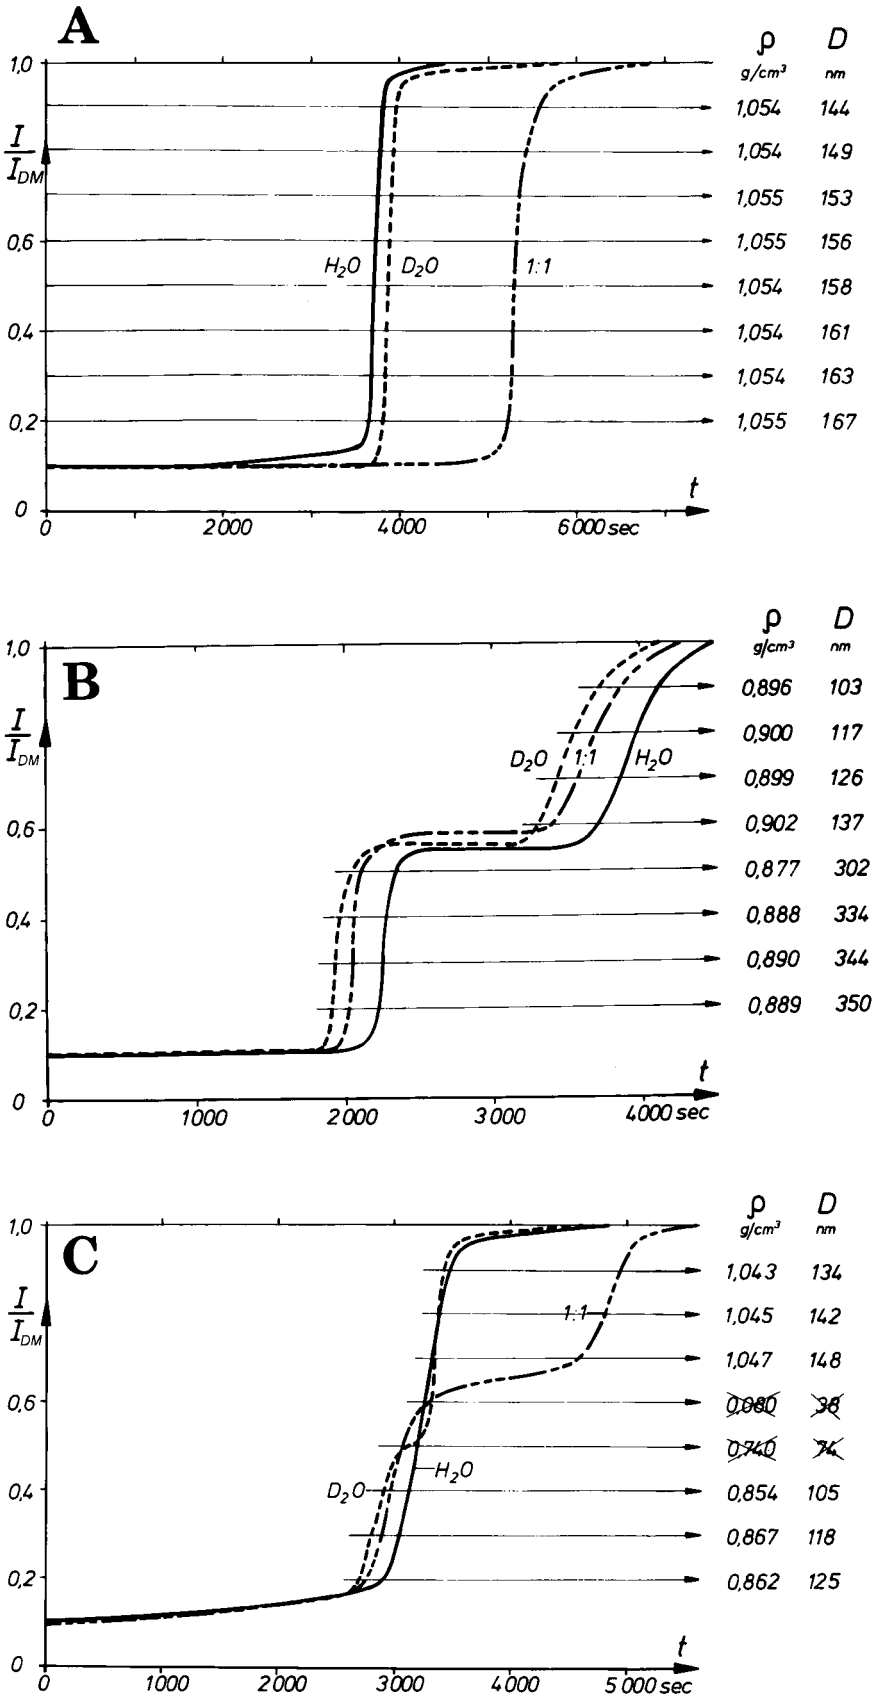 A
ρ D
g/cm³ nm
1,0
1,054 144
I/I_DM
1,054 149
1,055 153
0,6 1,055 156
H₂O D₂O 1:1
1,054 158
0,4 1,054 161
1,054 163
0,2 1,055 167
t
0
0 2000 4000 6000 sec
B
ρ D
g/cm³ nm
1,0
0,896 103
I/I_DM
0,900 117
D₂O 1:1 H₂O
0,899 126
0,6 0,902 137
0,877 302
0,4 0,888 334
0,890 344
0,2 0,889 350
t
0
0 1000 2000 3000 4000 sec
C
ρ D
g/cm³ nm
1,0
1,043 134
I/I_DM
1:1 1,045 142
1,047 148
0,6 0,080 38
0,740 74
H₂O
0,4 D₂O 0,854 105
0,867 118
0,2 0,862 125
t
0
0 1000 2000 3000 4000 5000 sec